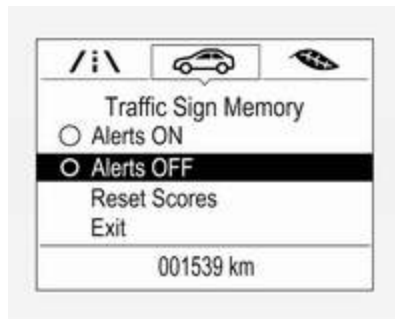 Traffic Sign Memory
Alerts ON
Alerts OFF
Reset Scores
Exit
001539 km